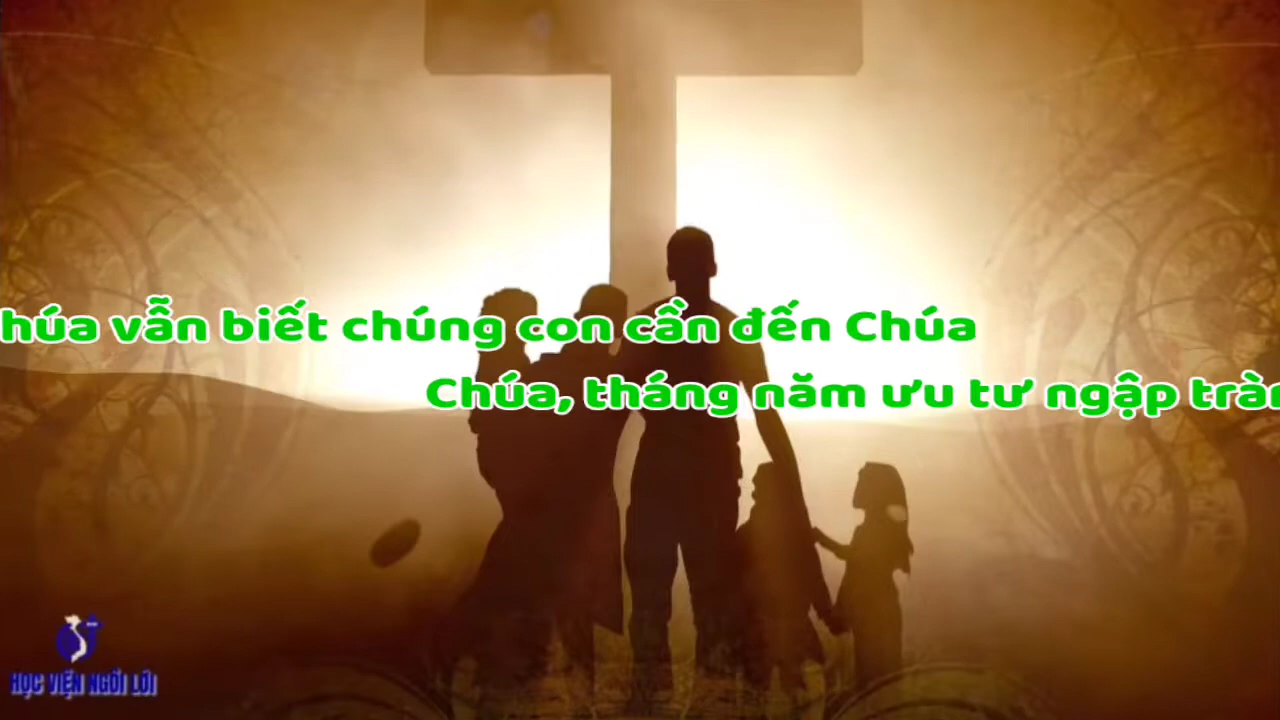 húa vẫn biết chúng con cần đến Chúa
Chúa, tháng năm ưu tư ngập tràn
HỌC VIỆN NGÔI LỜI